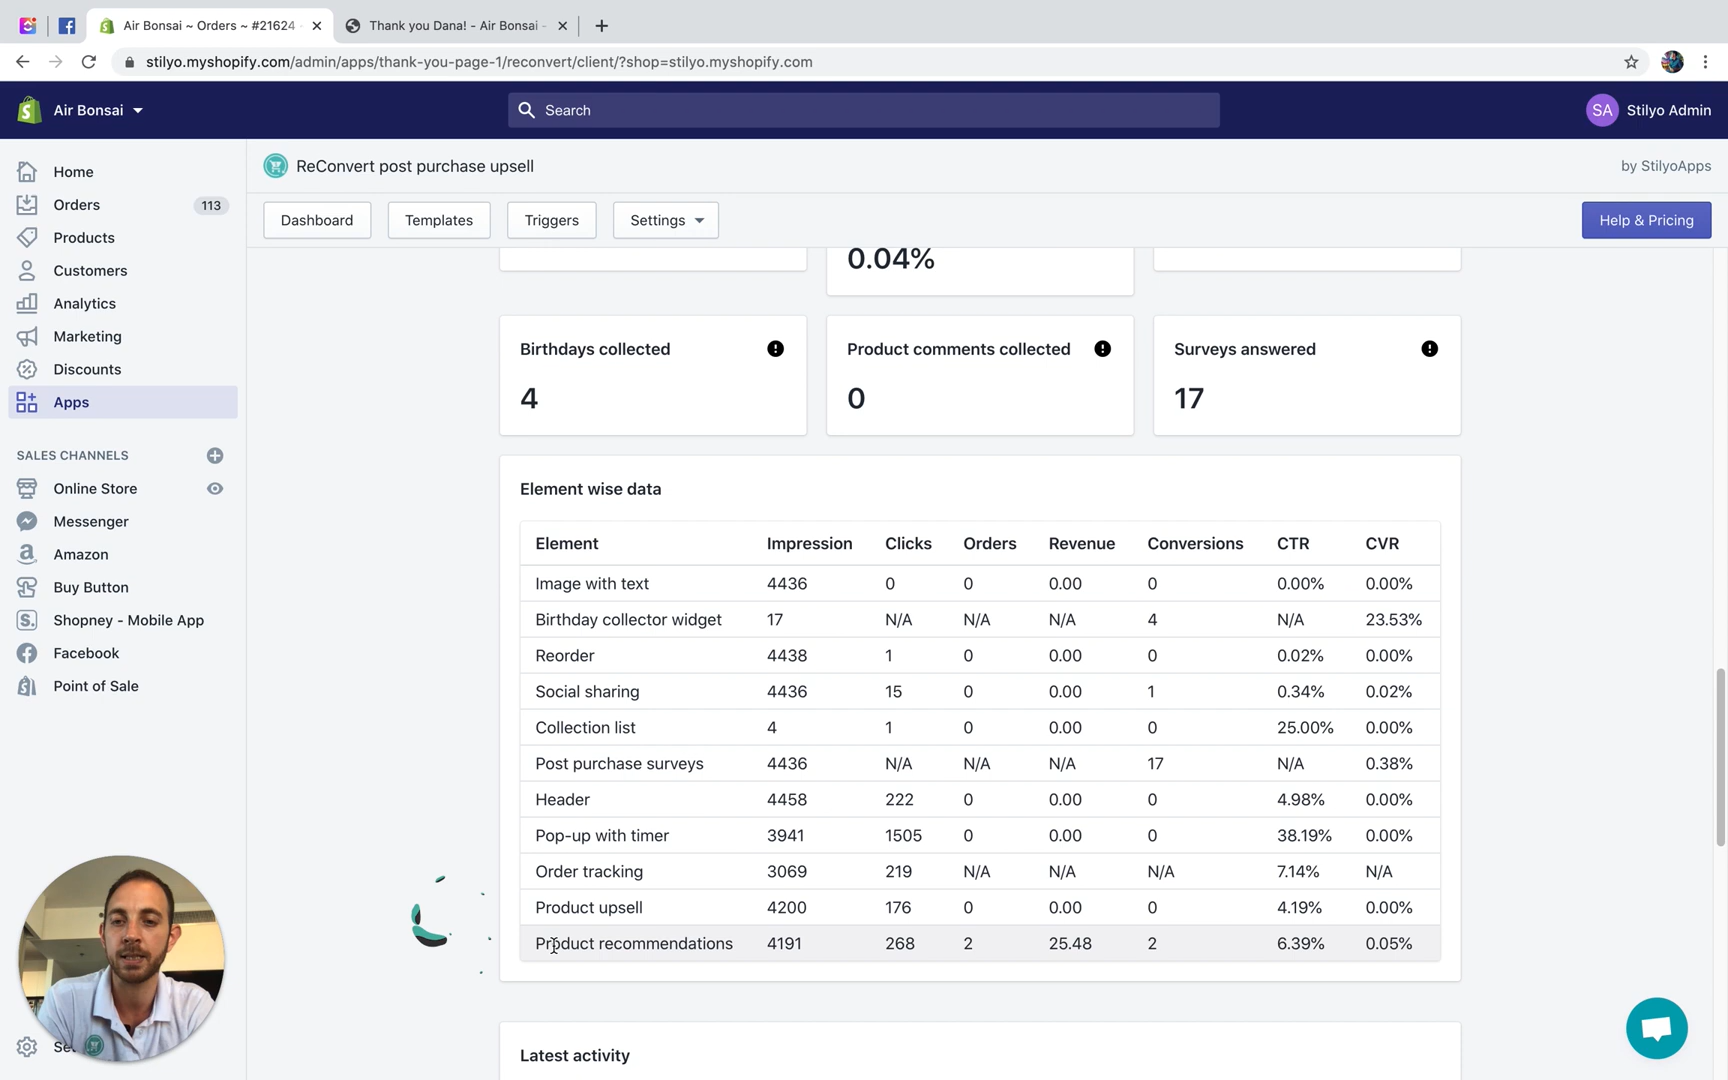 Air Bonsai ~ Orders ~ #21624
Thank you Dana! - Air Bonsai -
stilyo.myshopify.com/admin/apps/thank-you-page-1/reconvert/client/?shop=stilyo.myshopify.com
Air Bonsai
Search
SA Stilyo Admin
Home
Orders 113
Products
Customers
Analytics
Marketing
Discounts
Apps
SALES CHANNELS
Online Store
Messenger
Amazon
Buy Button
Shopney - Mobile App
Facebook
Point of Sale
ReConvert post purchase upsell
by StilyoApps
Dashboard Templates Triggers Settings Help & Pricing
0.04%
Birthdays collected
4
Product comments collected
0
Surveys answered
17
Element wise data
Element Impression Clicks Orders Revenue Conversions CTR CVR
Image with text 4436 0 0 0.00 0 0.00% 0.00%
Birthday collector widget 17 N/A N/A N/A 4 N/A 23.53%
Reorder 4438 1 0 0.00 0 0.02% 0.00%
Social sharing 4436 15 0 0.00 1 0.34% 0.02%
Collection list 4 1 0 0.00 0 25.00% 0.00%
Post purchase surveys 4436 N/A N/A N/A 17 N/A 0.38%
Header 4458 222 0 0.00 0 4.98% 0.00%
Pop-up with timer 3941 1505 0 0.00 0 38.19% 0.00%
Order tracking 3069 219 N/A N/A N/A 7.14% N/A
Product upsell 4200 176 0 0.00 0 4.19% 0.00%
Product recommendations 4191 268 2 25.48 2 6.39% 0.05%
Latest activity